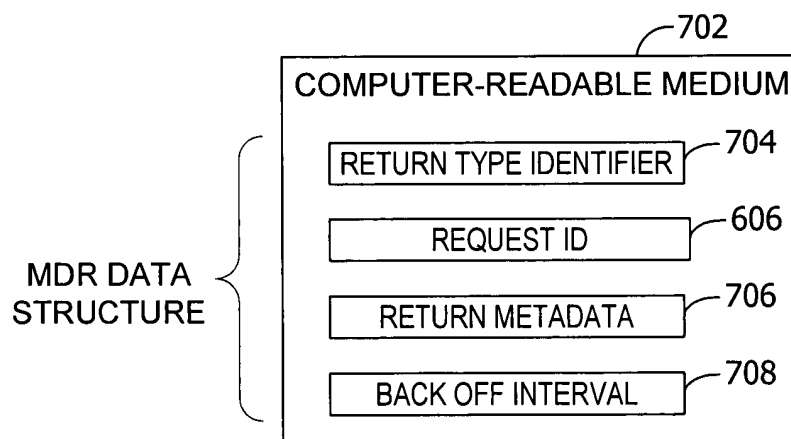 702
COMPUTER-READABLE MEDIUM
RETURN TYPE IDENTIFIER
704
REQUEST ID
606
MDR DATA
STRUCTURE
RETURN METADATA
706
BACK OFF INTERVAL
708